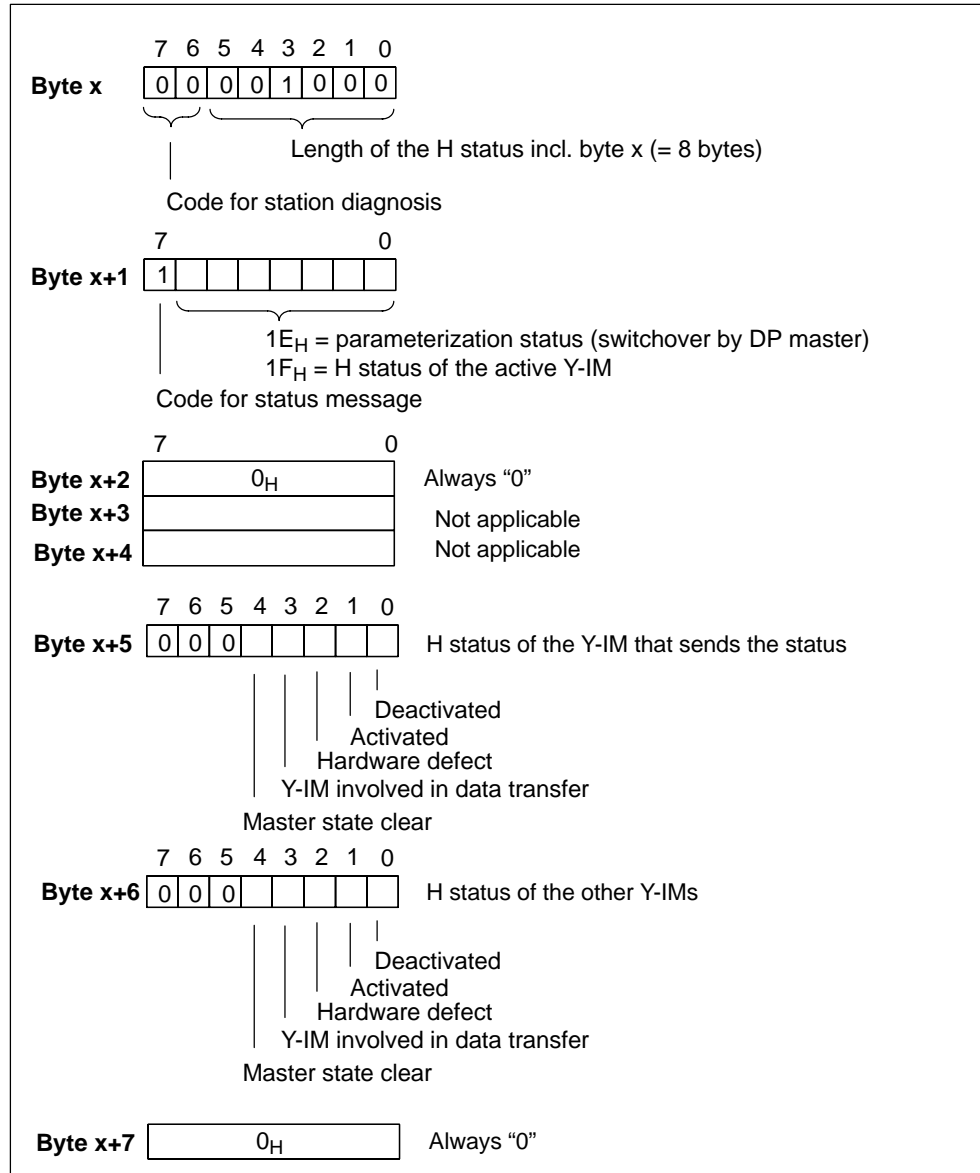 7 6 5 4 3 2 1 0
Byte x 0 0 0 0 1 0 0 0
Length of the H status incl. byte x (= 8 bytes)
Code for station diagnosis
7 0
Byte x+1 1
1EH = parameterization status (switchover by DP master)
1FH = H status of the active Y-IM
Code for status message
7 0
Byte x+2 0H Always “0”
Byte x+3 Not applicable
Byte x+4 Not applicable
7 6 5 4 3 2 1 0
Byte x+5 0 0 0 H status of the Y-IM that sends the status
Deactivated
Activated
Hardware defect
Y-IM involved in data transfer
Master state clear
7 6 5 4 3 2 1 0
Byte x+6 0 0 0 H status of the other Y-IMs
Deactivated
Activated
Hardware defect
Y-IM involved in data transfer
Master state clear
Byte x+7 0H Always “0”